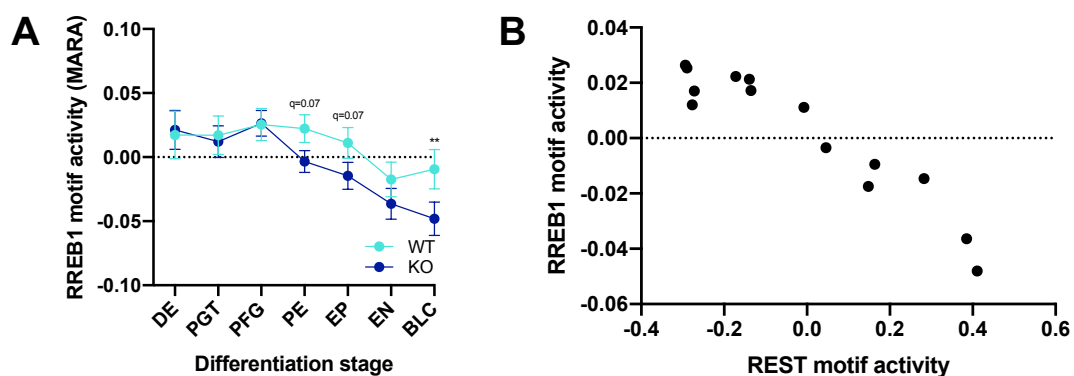 A
RREB1 motif activity (MARA)
0.10
0.05
0.00
-0.05
-0.10
q=0.07
q=0.07
**
WT
KO
DE
PGT
PFG
PE
EP
EN
BLC
Differentiation stage
B
RREB1 motif activity
0.04
0.02
0.00
-0.02
-0.04
-0.06
-0.4
-0.2
0.0
0.2
0.4
0.6
REST motif activity